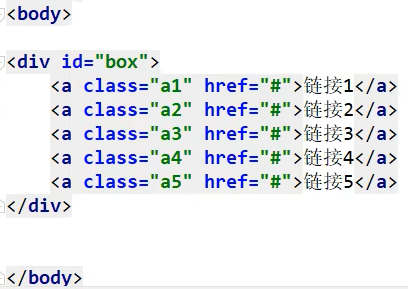 <body>
<div id="box">
<a class="a1" href="#">链接1</a>
<a class="a2" href="#">链接2</a>
<a class="a3" href="#">链接3</a>
<a class="a4" href="#">链接4</a>
<a class="a5" href="#">链接5</a>
</div>
</body>